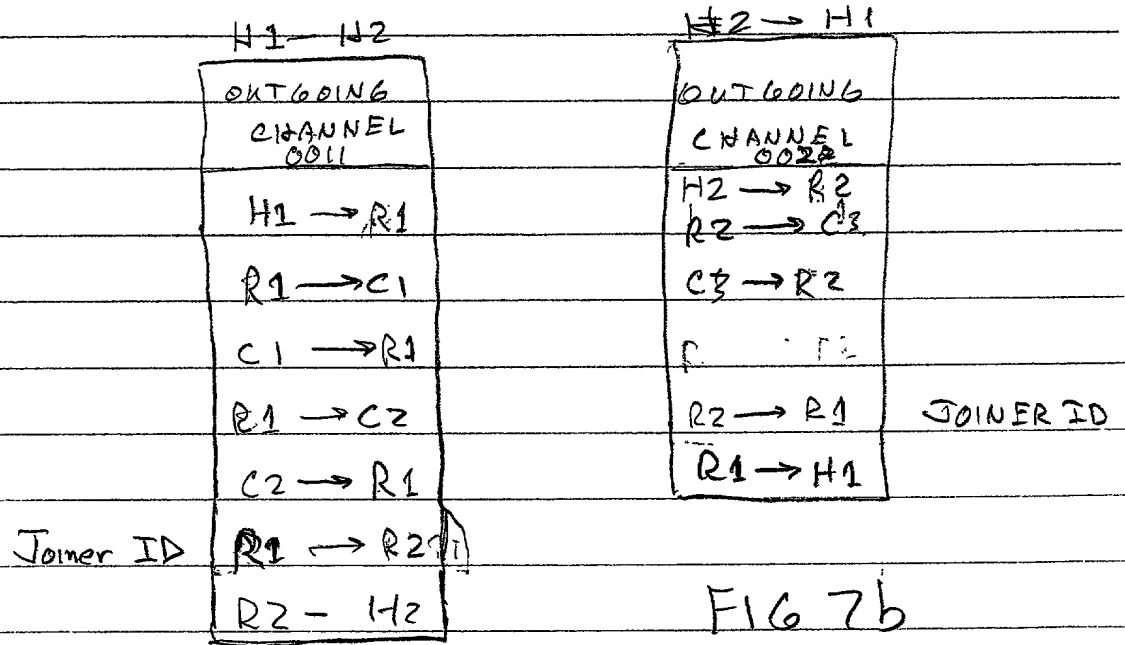 H1 — H2
OUTGOING
CHANNEL
0011
H1 → R1
R1 → C1
C1 → R1
R1 → C2
C2 → R1
Joiner ID R1 → R2
R2 - H2
H2 → H1
OUTGOING
CHANNEL
H2 → R2
R2 → C3
C3 → R2
R2 → R1 JOINER ID
R1 → H1
FIG 7b